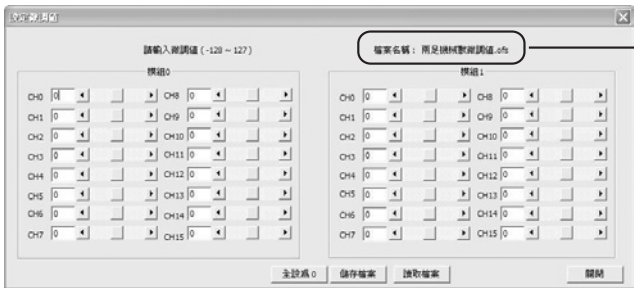 請輸入微調值 ( -128 ~ 127 )
檔案名稱： 兩足機械獸微調值.ofs
模組0
模組1
CH0 0 CH8 0 CH0 0 CH8 0
CH1 0 CH9 0 CH1 0 CH9 0
CH2 0 CH10 0 CH2 0 CH10 0
CH3 0 CH11 0 CH3 0 CH11 0
CH4 0 CH12 0 CH4 0 CH12 0
CH5 0 CH13 0 CH5 0 CH13 0
CH6 0 CH14 0 CH6 0 CH14 0
CH7 0 CH15 0 CH7 0 CH15 0
全設為 0 儲存檔案 讀取檔案 關閉